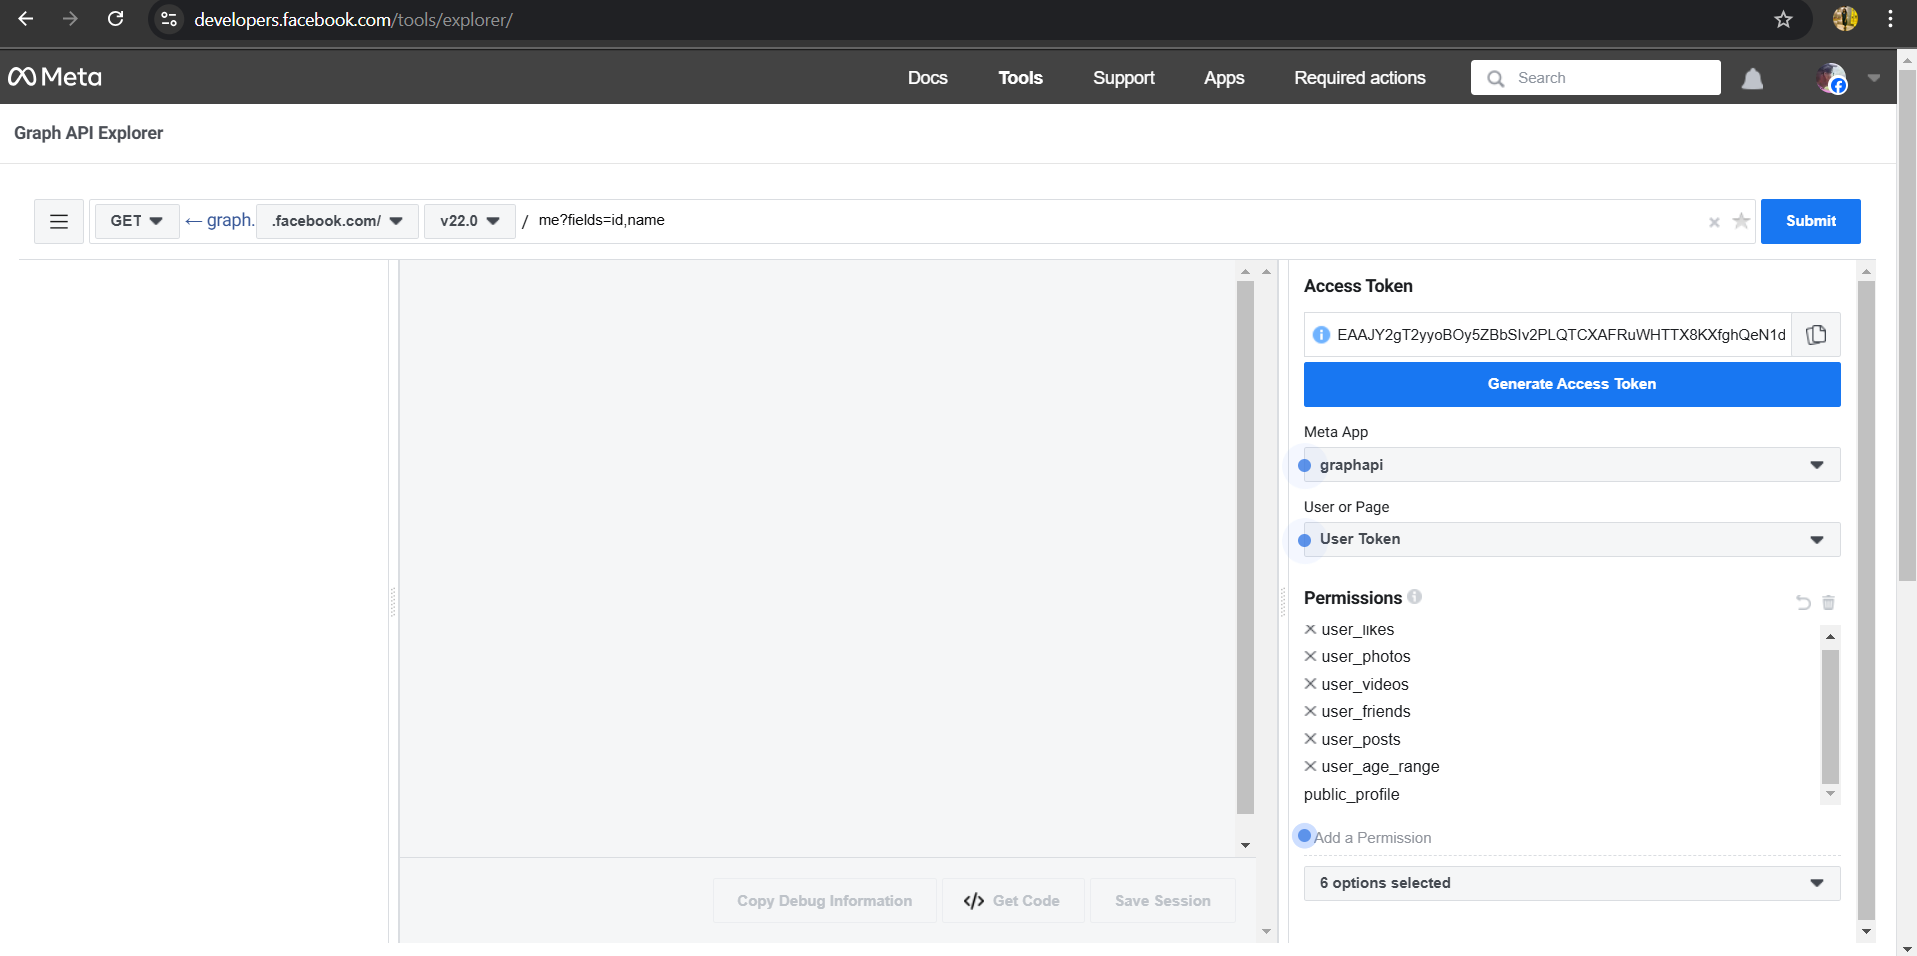 developers.facebook.com/tools/explorer/
Meta
Docs
Tools
Support
Apps
Required actions
Search
Graph API Explorer
GET
← graph.
.facebook.com/
v22.0
/
me?fields=id,name
Submit
Access Token
EAAJY2gT2yyoBOy5ZBbSIv2PLQTCXAFRuWHTTX8KXfghQeN1d
Generate Access Token
Meta App
graphapi
User or Page
User Token
Permissions
user_likes
user_photos
user_videos
user_friends
user_posts
user_age_range
public_profile
Add a Permission
6 options selected
Copy Debug Information
</> Get Code
Save Session